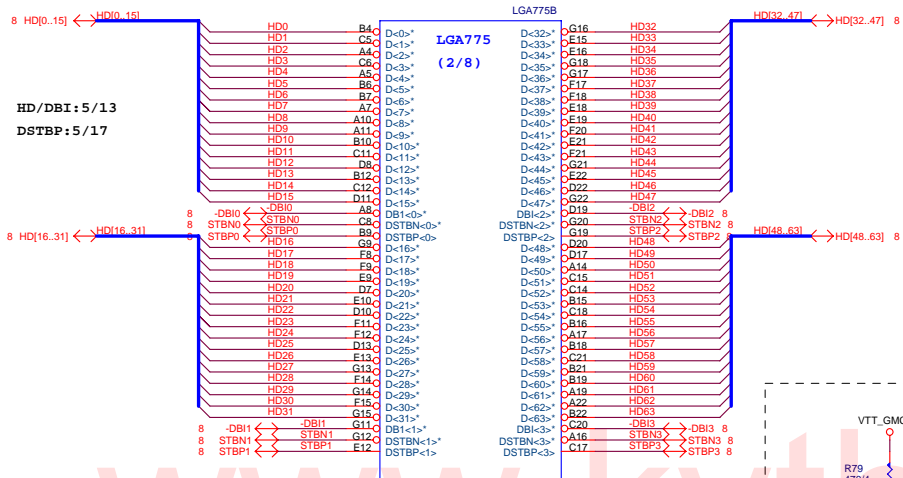 LGA775B
8 HD[0..15] HD[0..15] HD[32..47] HD[32..47] 8
LGA775
(2/8)
HD/DBI:5/13
DSTBP:5/17
HD0 B4 D<0>* D<32>* G16 HD32
HD1 C5 D<1>* D<33>* E15 HD33
HD2 A4 D<2>* D<34>* E16 HD34
HD3 C6 D<3>* D<35>* G18 HD35
HD4 A5 D<4>* D<36>* G17 HD36
HD5 B6 D<5>* D<37>* F17 HD37
HD6 B7 D<6>* D<38>* F18 HD38
HD7 A7 D<7>* D<39>* E18 HD39
HD8 A10 D<8>* D<40>* E19 HD40
HD9 A11 D<9>* D<41>* F20 HD41
HD10 B10 D<10>* D<42>* E21 HD42
HD11 C11 D<11>* D<43>* F21 HD43
HD12 D8 D<12>* D<44>* G21 HD44
HD13 B12 D<13>* D<45>* E22 HD45
HD14 C12 D<14>* D<46>* D22 HD46
HD15 D11 D<15>* D<47>* G22 HD47
8 -DBI0 -DBI0 A8 DB1<0>* DBI<2>* D19 -DBI2 -DBI2 8
8 STBN0 STBN0 C8 DSTBN<0>* DSTBN<2>* G20 STBN2 STBN2 8
8 STBP0 STBP0 B9 DSTBP<0> DSTBP<2> G19 STBP2 STBP2 8
8 HD[16..31] HD[16..31] HD[48..63] HD[48..63] 8
HD16 G9 D<16>* D<48>* D20 HD48
HD17 F8 D<17>* D<49>* D17 HD49
HD18 F9 D<18>* D<50>* A14 HD50
HD19 E9 D<19>* D<51>* C15 HD51
HD20 D7 D<20>* D<52>* C14 HD52
HD21 E10 D<21>* D<53>* B15 HD53
HD22 D10 D<22>* D<54>* C18 HD54
HD23 F11 D<23>* D<55>* B16 HD55
HD24 F12 D<24>* D<56>* A17 HD56
HD25 D13 D<25>* D<57>* B18 HD57
HD26 E13 D<26>* D<58>* C21 HD58
HD27 G13 D<27>* D<59>* B21 HD59
HD28 F14 D<28>* D<60>* B19 HD60
HD29 G14 D<29>* D<61>* A19 HD61
HD30 F15 D<30>* D<62>* A22 HD62
HD31 G15 D<31>* D<63>* B22 HD63
8 -DBI1 -DBI1 G11 DB1<1>* DBI<3>* C20 -DBI3 -DBI3 8
8 STBN1 STBN1 G12 DSTBN<1>* DSTBN<3>* A16 STBN3 STBN3 8
8 STBP1 STBP1 E12 DSTBP<1> DSTBP<3> C17 STBP3 STBP3 8
R79